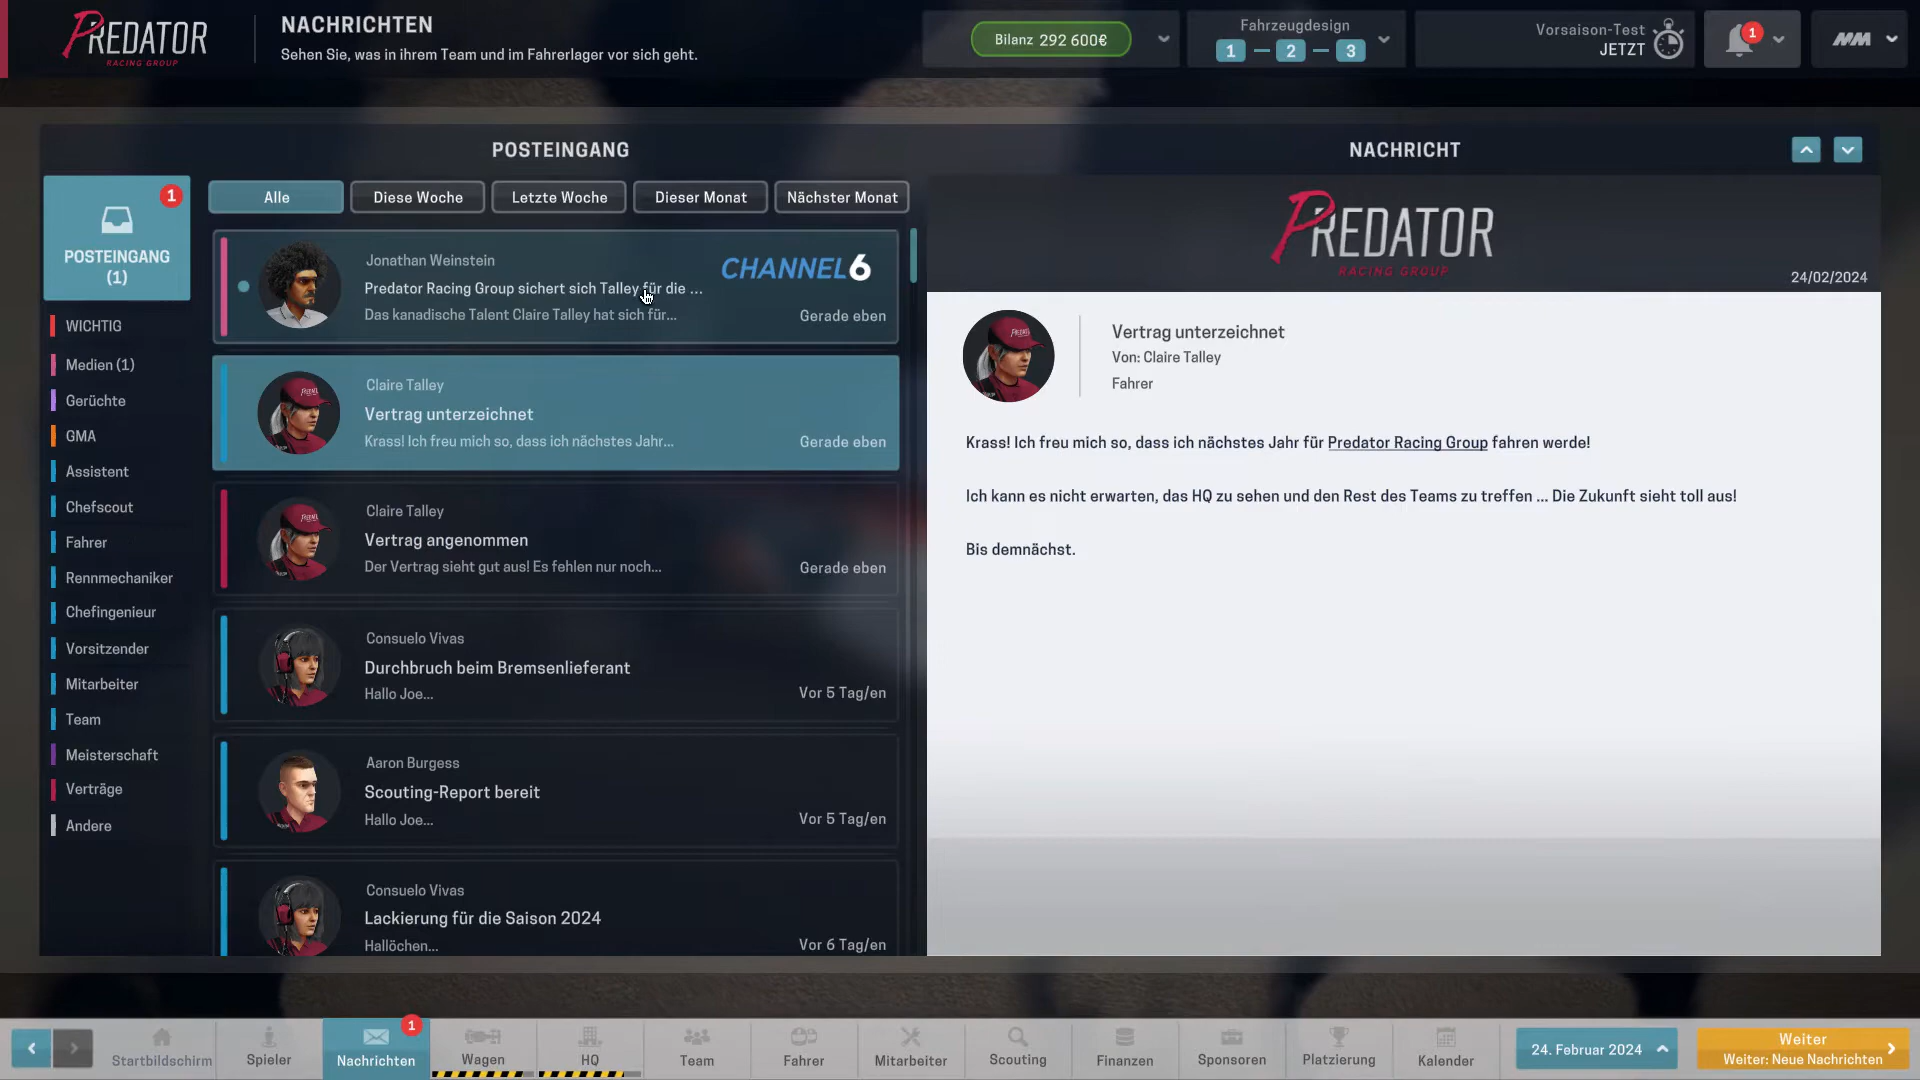 PREDATOR
RACING GROUP
NACHRICHTEN
Sehen Sie, was in ihrem Team und im Fahrerlager vor sich geht.
Bilanz 292 600€
Fahrzeugdesign
1 2 3
Vorsaison-Test
JETZT
1
MM
POSTEINGANG
NACHRICHT
1
POSTEINGANG
(1)
WICHTIG
Medien (1)
Gerüchte
GMA
Assistent
Chefscout
Fahrer
Rennmechaniker
Chefingenieur
Vorsitzender
Mitarbeiter
Team
Meisterschaft
Verträge
Andere
Alle
Diese Woche
Letzte Woche
Dieser Monat
Nächster Monat
Jonathan Weinstein
CHANNEL6
Predator Racing Group sichert sich Talley für die ...
Das kanadische Talent Claire Talley hat sich für...
Gerade eben
Claire Talley
Vertrag unterzeichnet
Krass! Ich freu mich so, dass ich nächstes Jahr...
Gerade eben
Claire Talley
Vertrag angenommen
Der Vertrag sieht gut aus! Es fehlen nur noch...
Gerade eben
Consuelo Vivas
Durchbruch beim Bremsenlieferant
Hallo Joe...
Vor 5 Tag/en
Aaron Burgess
Scouting-Report bereit
Hallo Joe...
Vor 5 Tag/en
Consuelo Vivas
Lackierung für die Saison 2024
Hallöchen...
Vor 6 Tag/en
PREDATOR
RACING GROUP
24/02/2024
Vertrag unterzeichnet
Von: Claire Talley
Fahrer
Krass! Ich freu mich so, dass ich nächstes Jahr für Predator Racing Group fahren werde!
Ich kann es nicht erwarten, das HQ zu sehen und den Rest des Teams zu treffen ... Die Zukunft sieht toll aus!
Bis demnächst.
Startbildschirm
Spieler
1
Nachrichten
Wagen
HQ
Team
Fahrer
Mitarbeiter
Scouting
Finanzen
Sponsoren
Platzierung
Kalender
24. Februar 2024
Weiter
Weiter: Neue Nachrichten